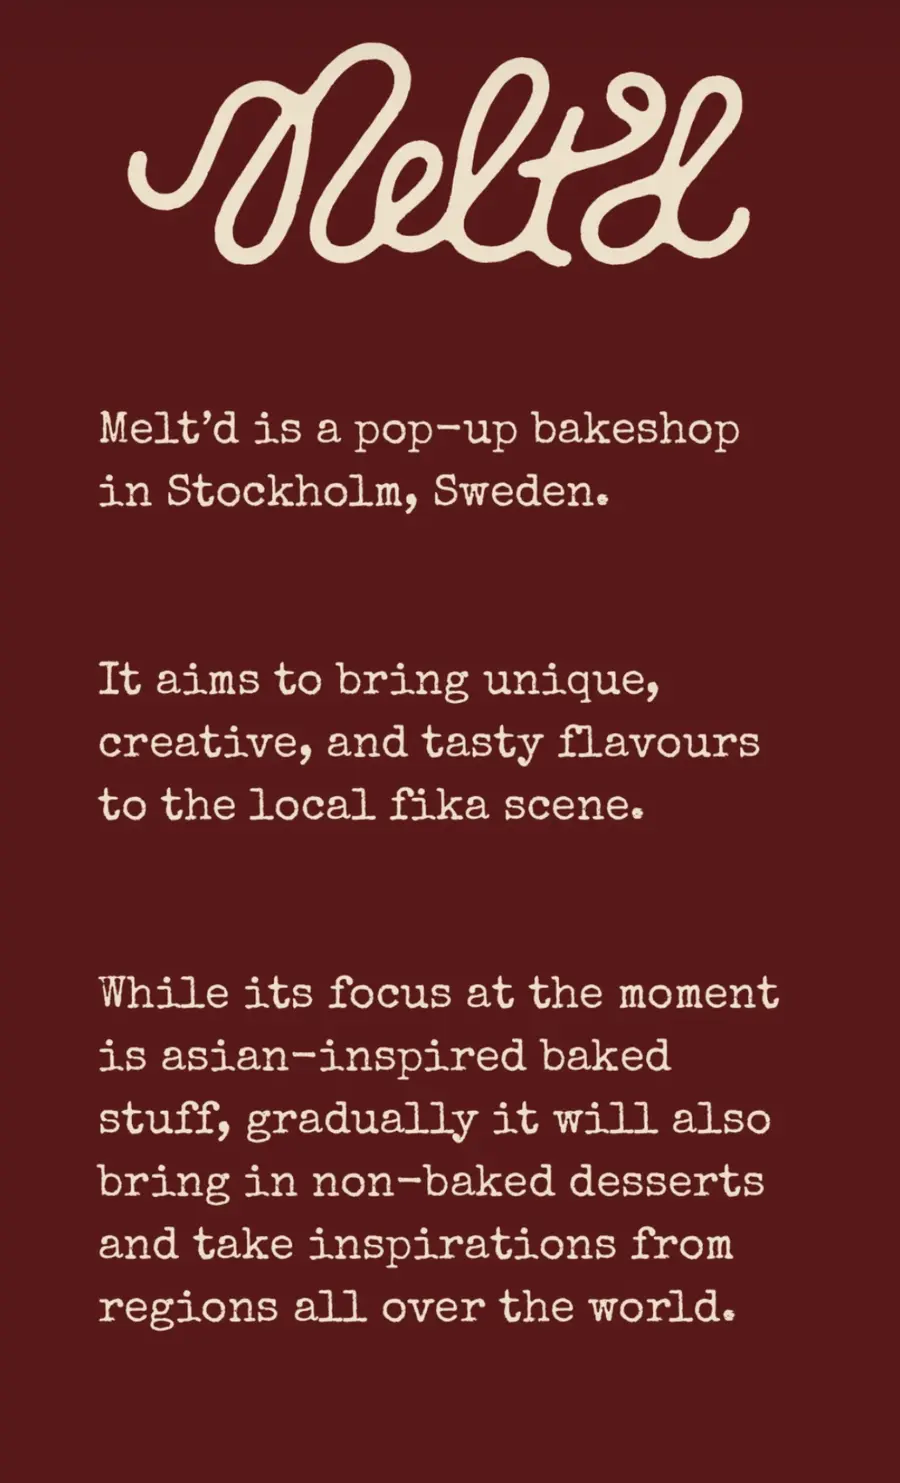 Melt'd
Melt’d is a pop-up bakeshop
in Stockholm, Sweden.
It aims to bring unique,
creative, and tasty flavours
to the local fika scene.
While its focus at the moment
is asian-inspired baked
stuff, gradually it will also
bring in non-baked desserts
and take inspirations from
regions all over the world.